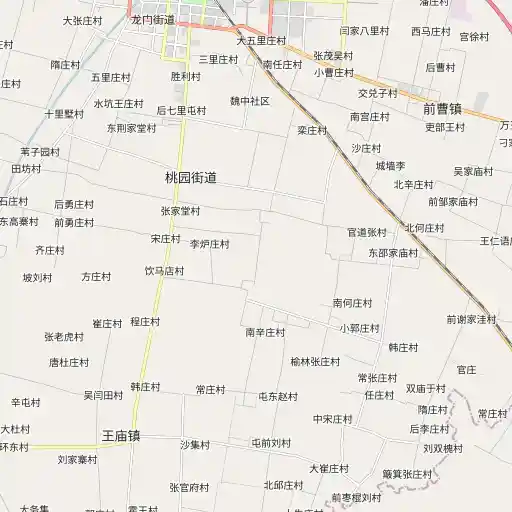 潘庄村
大张庄村
龙门街道
闫家八里村
西马庄村
宫徐村
大五里庄村
隋庄村
三里庄村
张茂吴村
南任庄村
小曹庄村
后曹村
五里庄村
胜利村
交兑子村
水坑王庄村
魏中社区
前曹镇
十里墅村
后七里屯村
南宫庄村
东荆家堂村
栾庄村
吏部王村
沙庄村
苇子园村
田坊村
城墙李
吴家庙村
桃园街道
北辛庄村
石庄村
后勇庄村
前邹家庙村
张家堂村
东高寨村
前勇庄村
北何庄村
官道张村
宋庄村
李炉庄村
王仁语
齐庄村
东邵家庙村
坡刘村
方庄村
饮马店村
南何庄村
崔庄村
程庄村
前谢家洼村
小郭庄村
南辛庄村
张老虎村
韩庄村
唐杜庄村
榆林张庄村
官庄
常张庄村
韩庄村
常庄村
双庙于村
吴闫田村
任庄村
屯东赵村
辛屯村
隋庄村
常庄村
中宋庄村
大杜村
后李庄村
王庙镇
环东村
沙集村
屯前刘村
刘双槐村
刘家寨村
大崔庄村
簸箕张庄村
张官府村
北邱庄村
前枣棍刘村